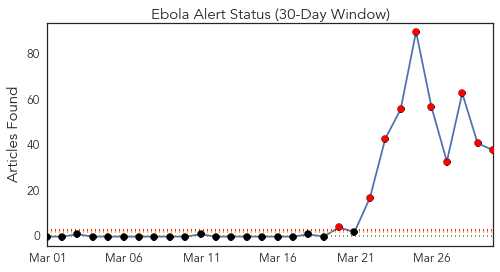 Ebola Alert Status (30-Day Window)
Articles Found
80
60
40
20
0
Mar 01 Mar 06 Mar 11 Mar 16 Mar 21 Mar 26